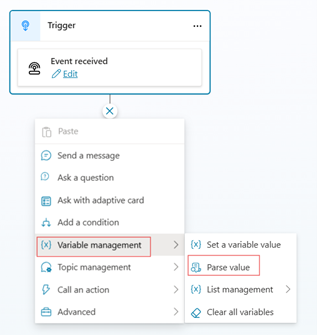 Trigger
...
Event received
Edit
Paste
Send a message
Ask a question
Ask with adaptive card
Add a condition
{x} Variable management
Topic management
Call an action
Advanced
{x} Set a variable value
Parse value
{x} List management
Clear all variables